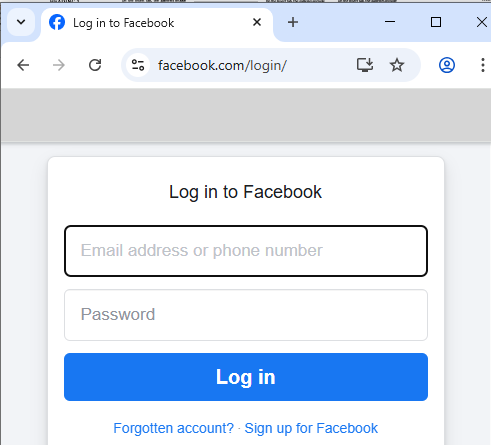 Log in to Facebook
facebook.com/login/
Log in to Facebook
Email address or phone number
Password
Log in
Forgotten account? · Sign up for Facebook